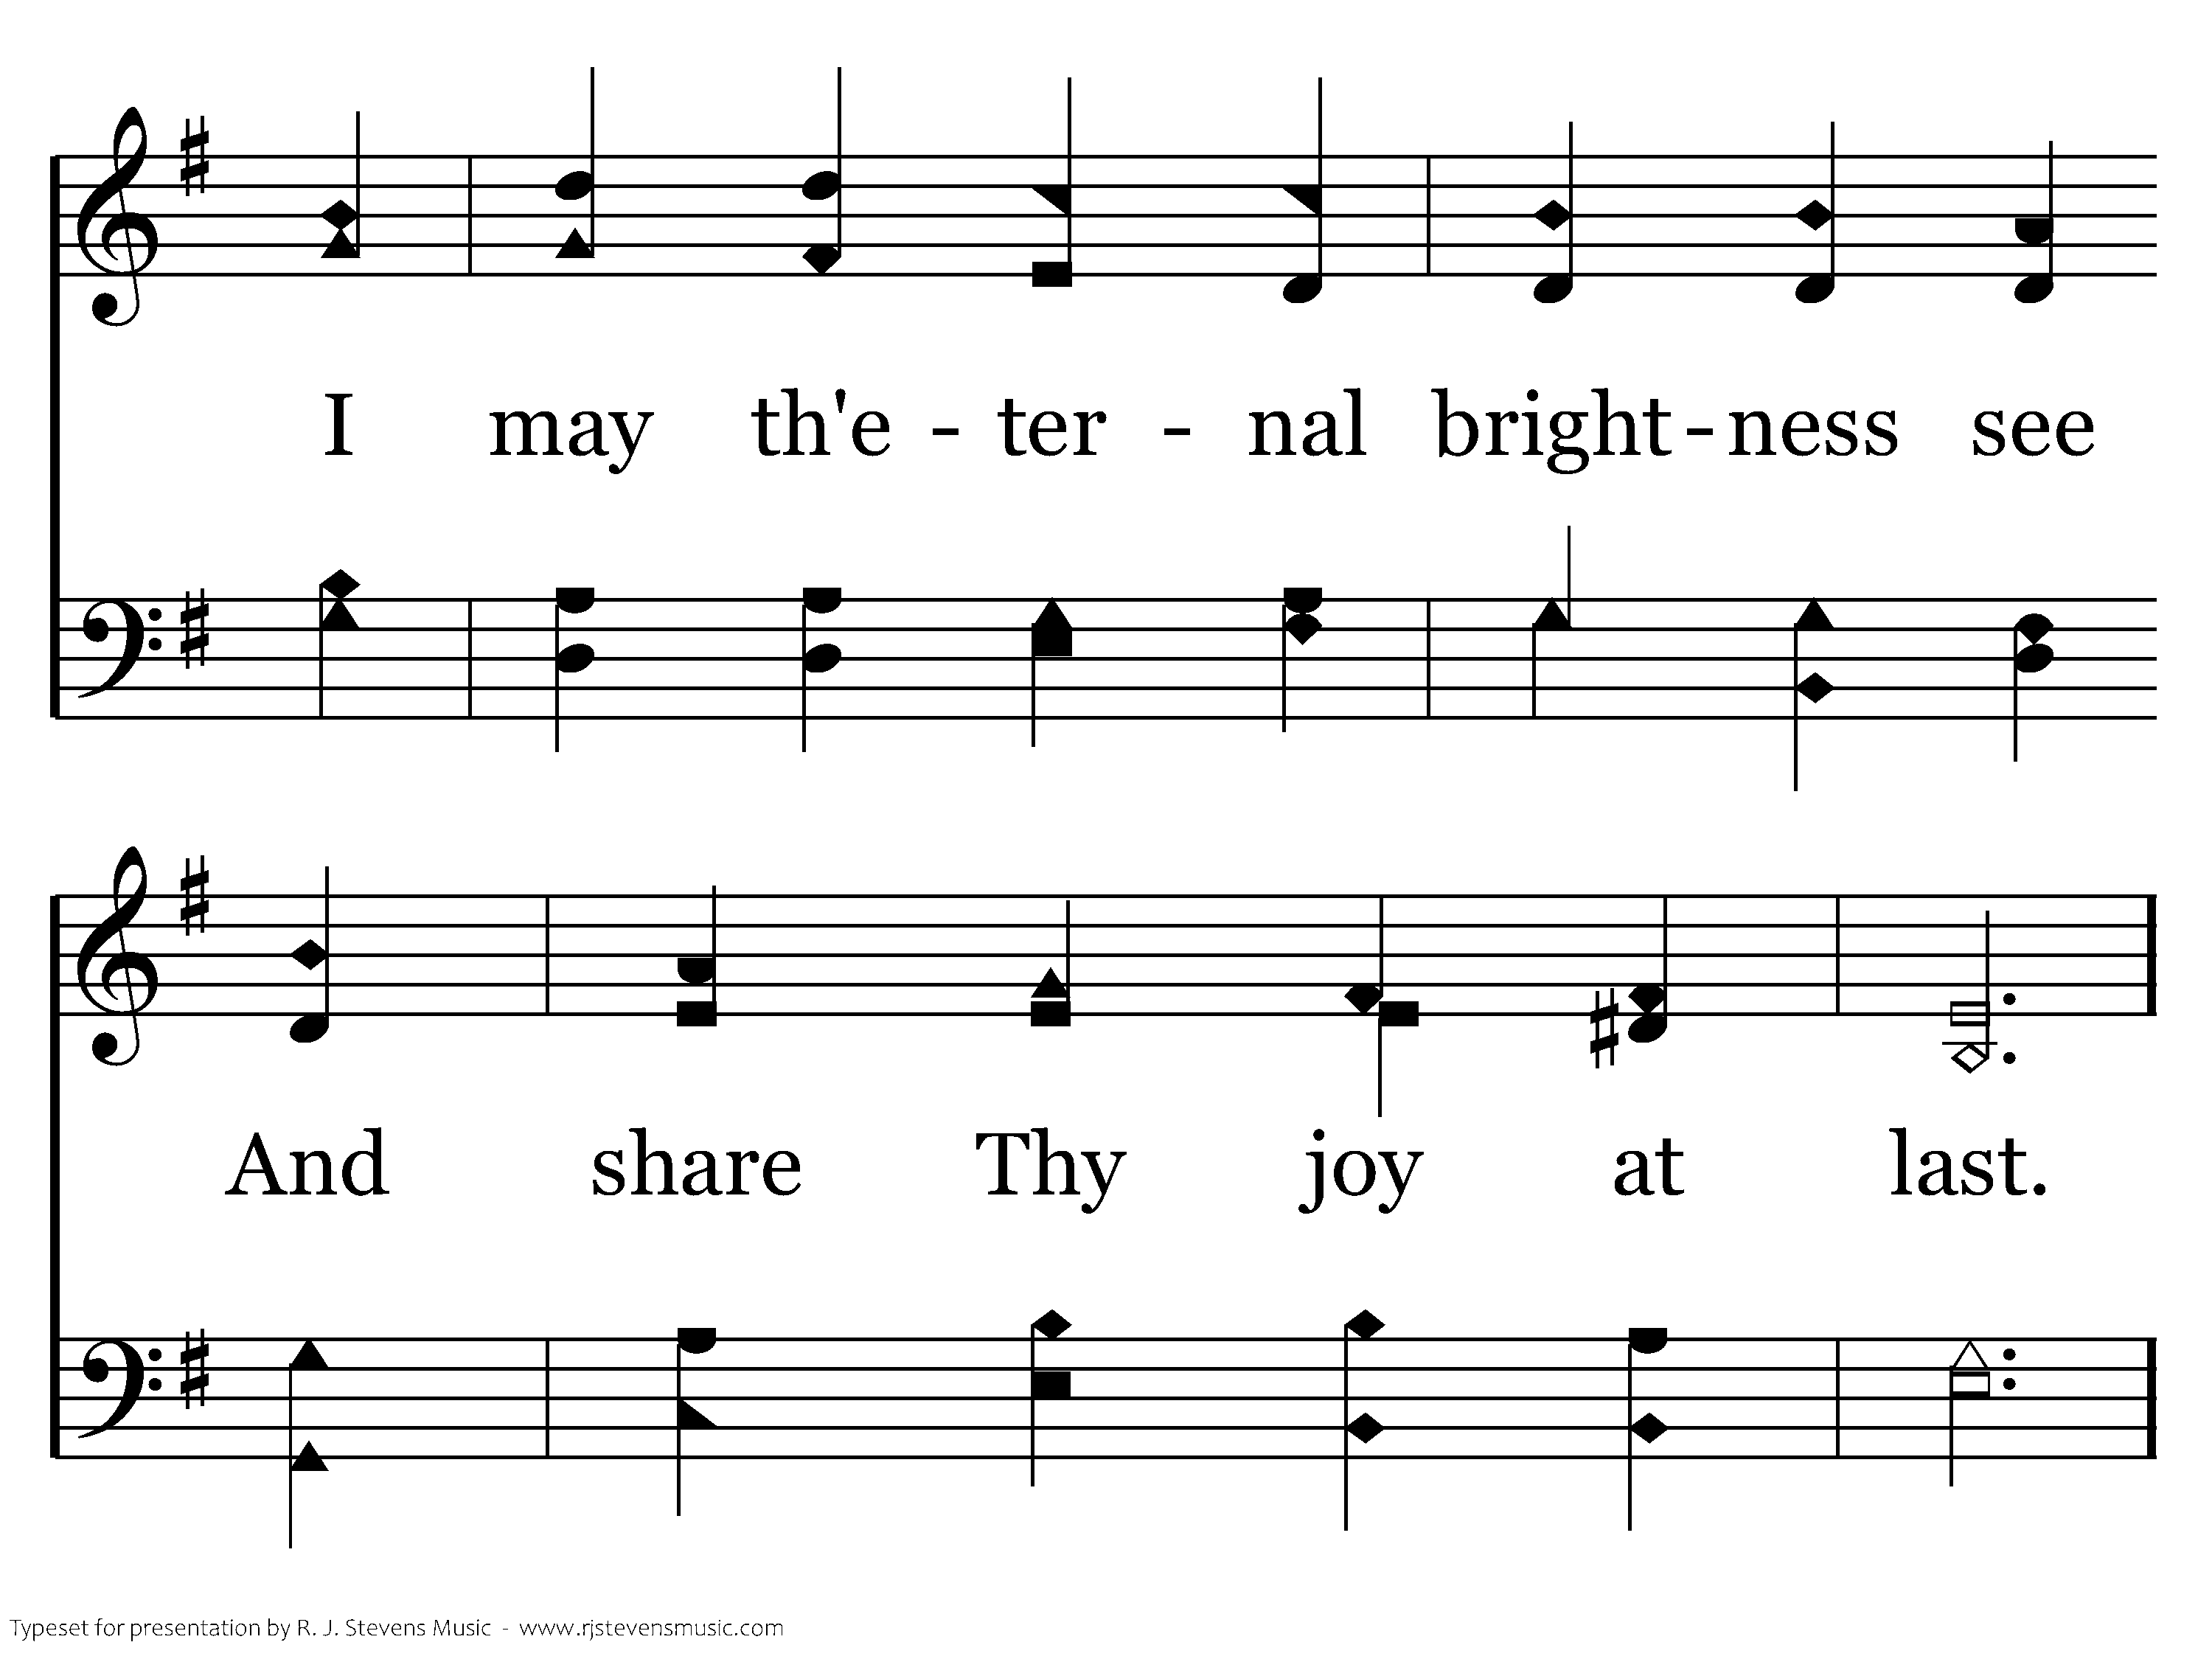 I may th'e - ter - nal bright - ness see
And share Thy joy at last.
Typeset for presentation by R. J. Stevens Music - www.rjstevensmusic.com